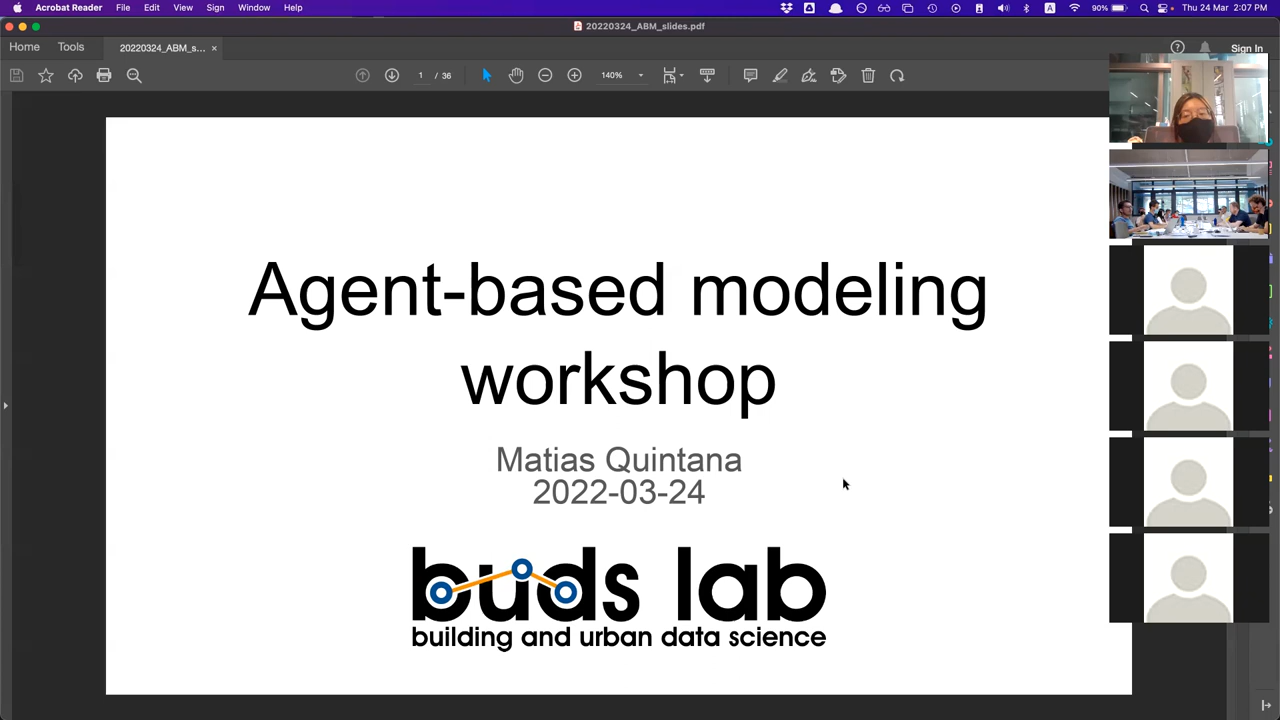 Acrobat Reader File Edit View Sign Window Help 90% Thu 24 Mar 2:07 PM
20220324_ABM_slides.pdf
Home Tools 20220324_ABM_s... × Sign In
1 / 36 140%
Agent-based modeling
workshop
Matias Quintana
2022-03-24
buds lab
building and urban data science